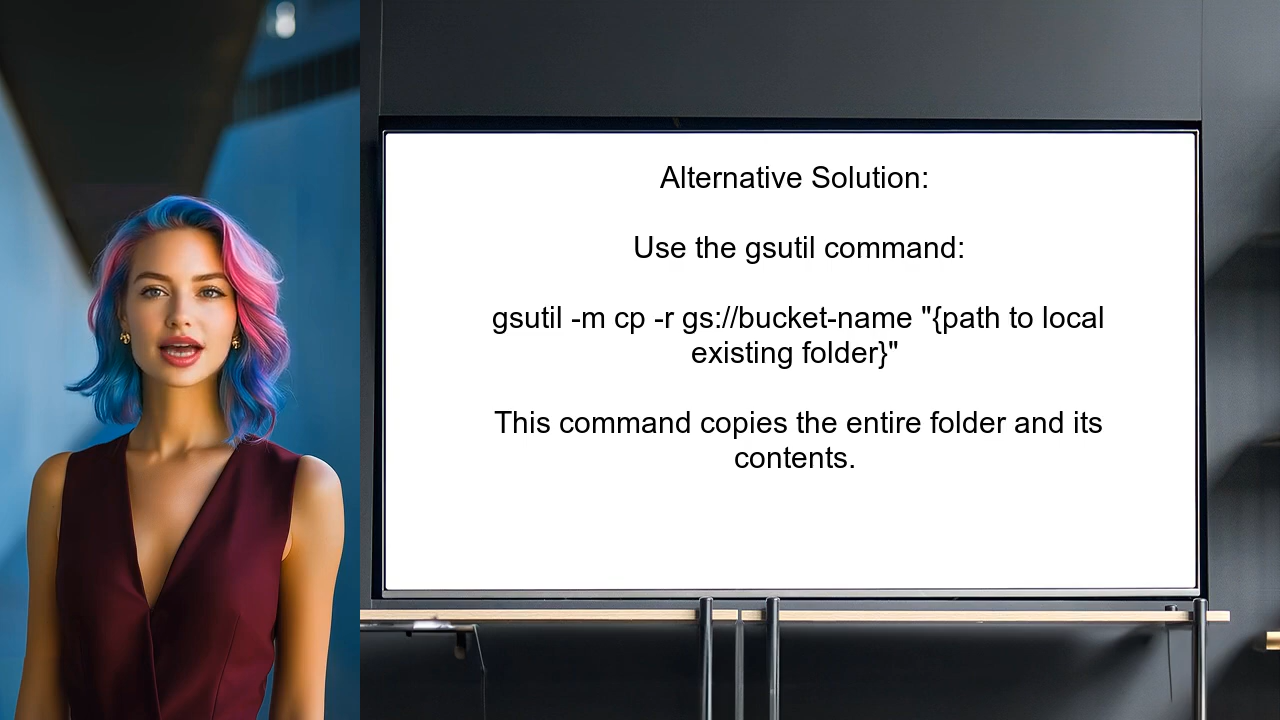 Alternative Solution:
Use the gsutil command:
gsutil -m cp -r gs://bucket-name "{path to local
existing folder}"
This command copies the entire folder and its
contents.